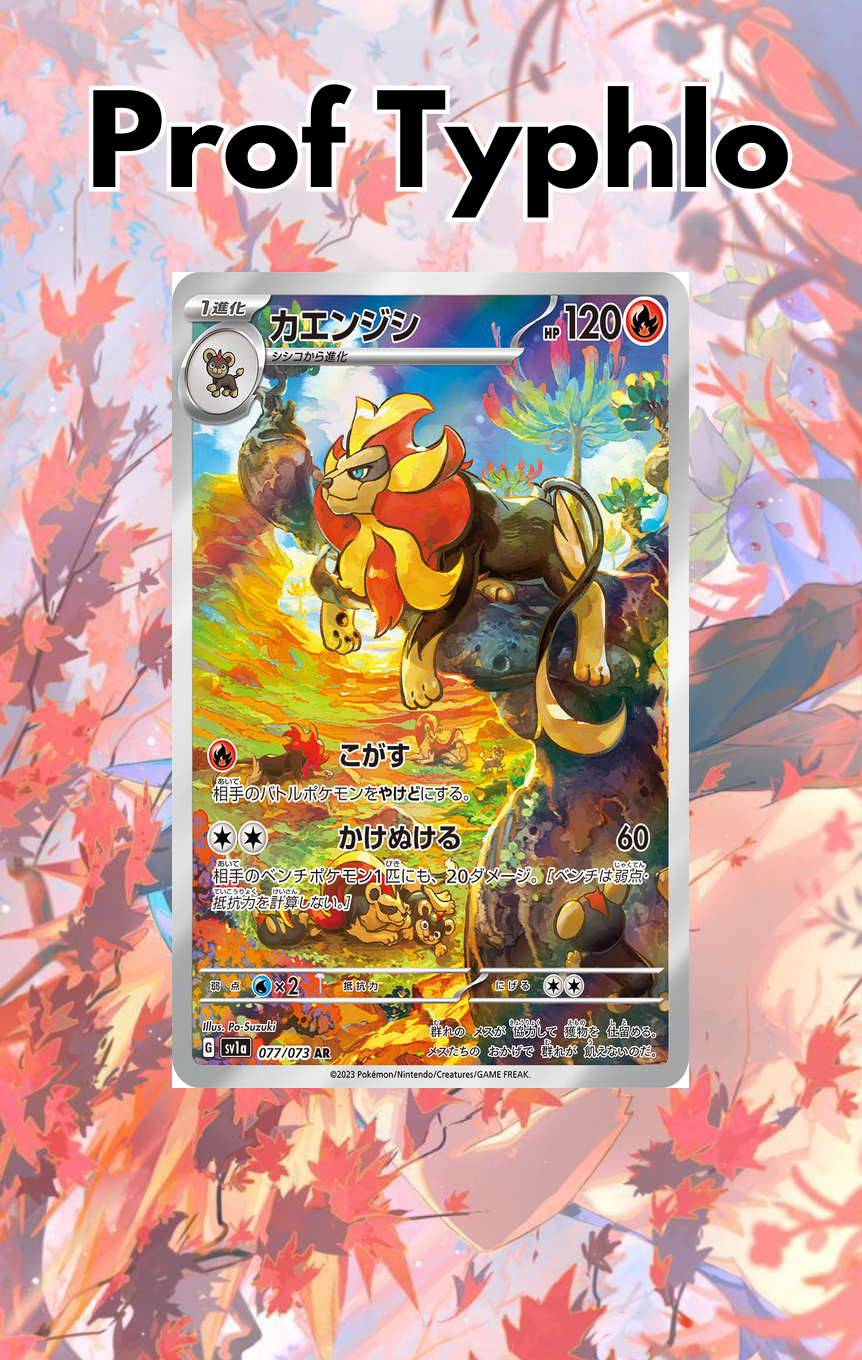 Prof Typhlo
1進化
カエンジシ
HP 120
シシコから進化
こがす
相手のバトルポケモンをやけどにする。
かけぬける 60
相手のベンチポケモン1匹にも、20ダメージ。[ベンチは弱点・
抵抗力を計算しない。]
弱点 ×2 抵抗力 にげる
Illus. Po-Suzuki
群れの メスが 協力して 獲物を 仕留める。
メスたちの おかげで 群れが 飢えないのだ。
G sv1a 077/073 AR
©2023 Pokémon/Nintendo/Creatures/GAME FREAK.